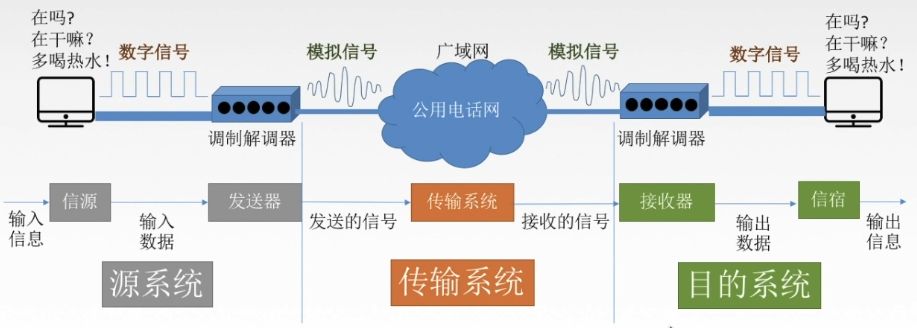 在吗?
在干嘛?
多喝热水!
数字信号
模拟信号
广域网
模拟信号
数字信号
在吗?
在干嘛?
多喝热水!
公用电话网
调制解调器
调制解调器
输入
信息
信源
输入
数据
发送器
发送的信号
传输系统
接收的信号
接收器
输出
数据
信宿
输出
信息
源系统
传输系统
目的系统